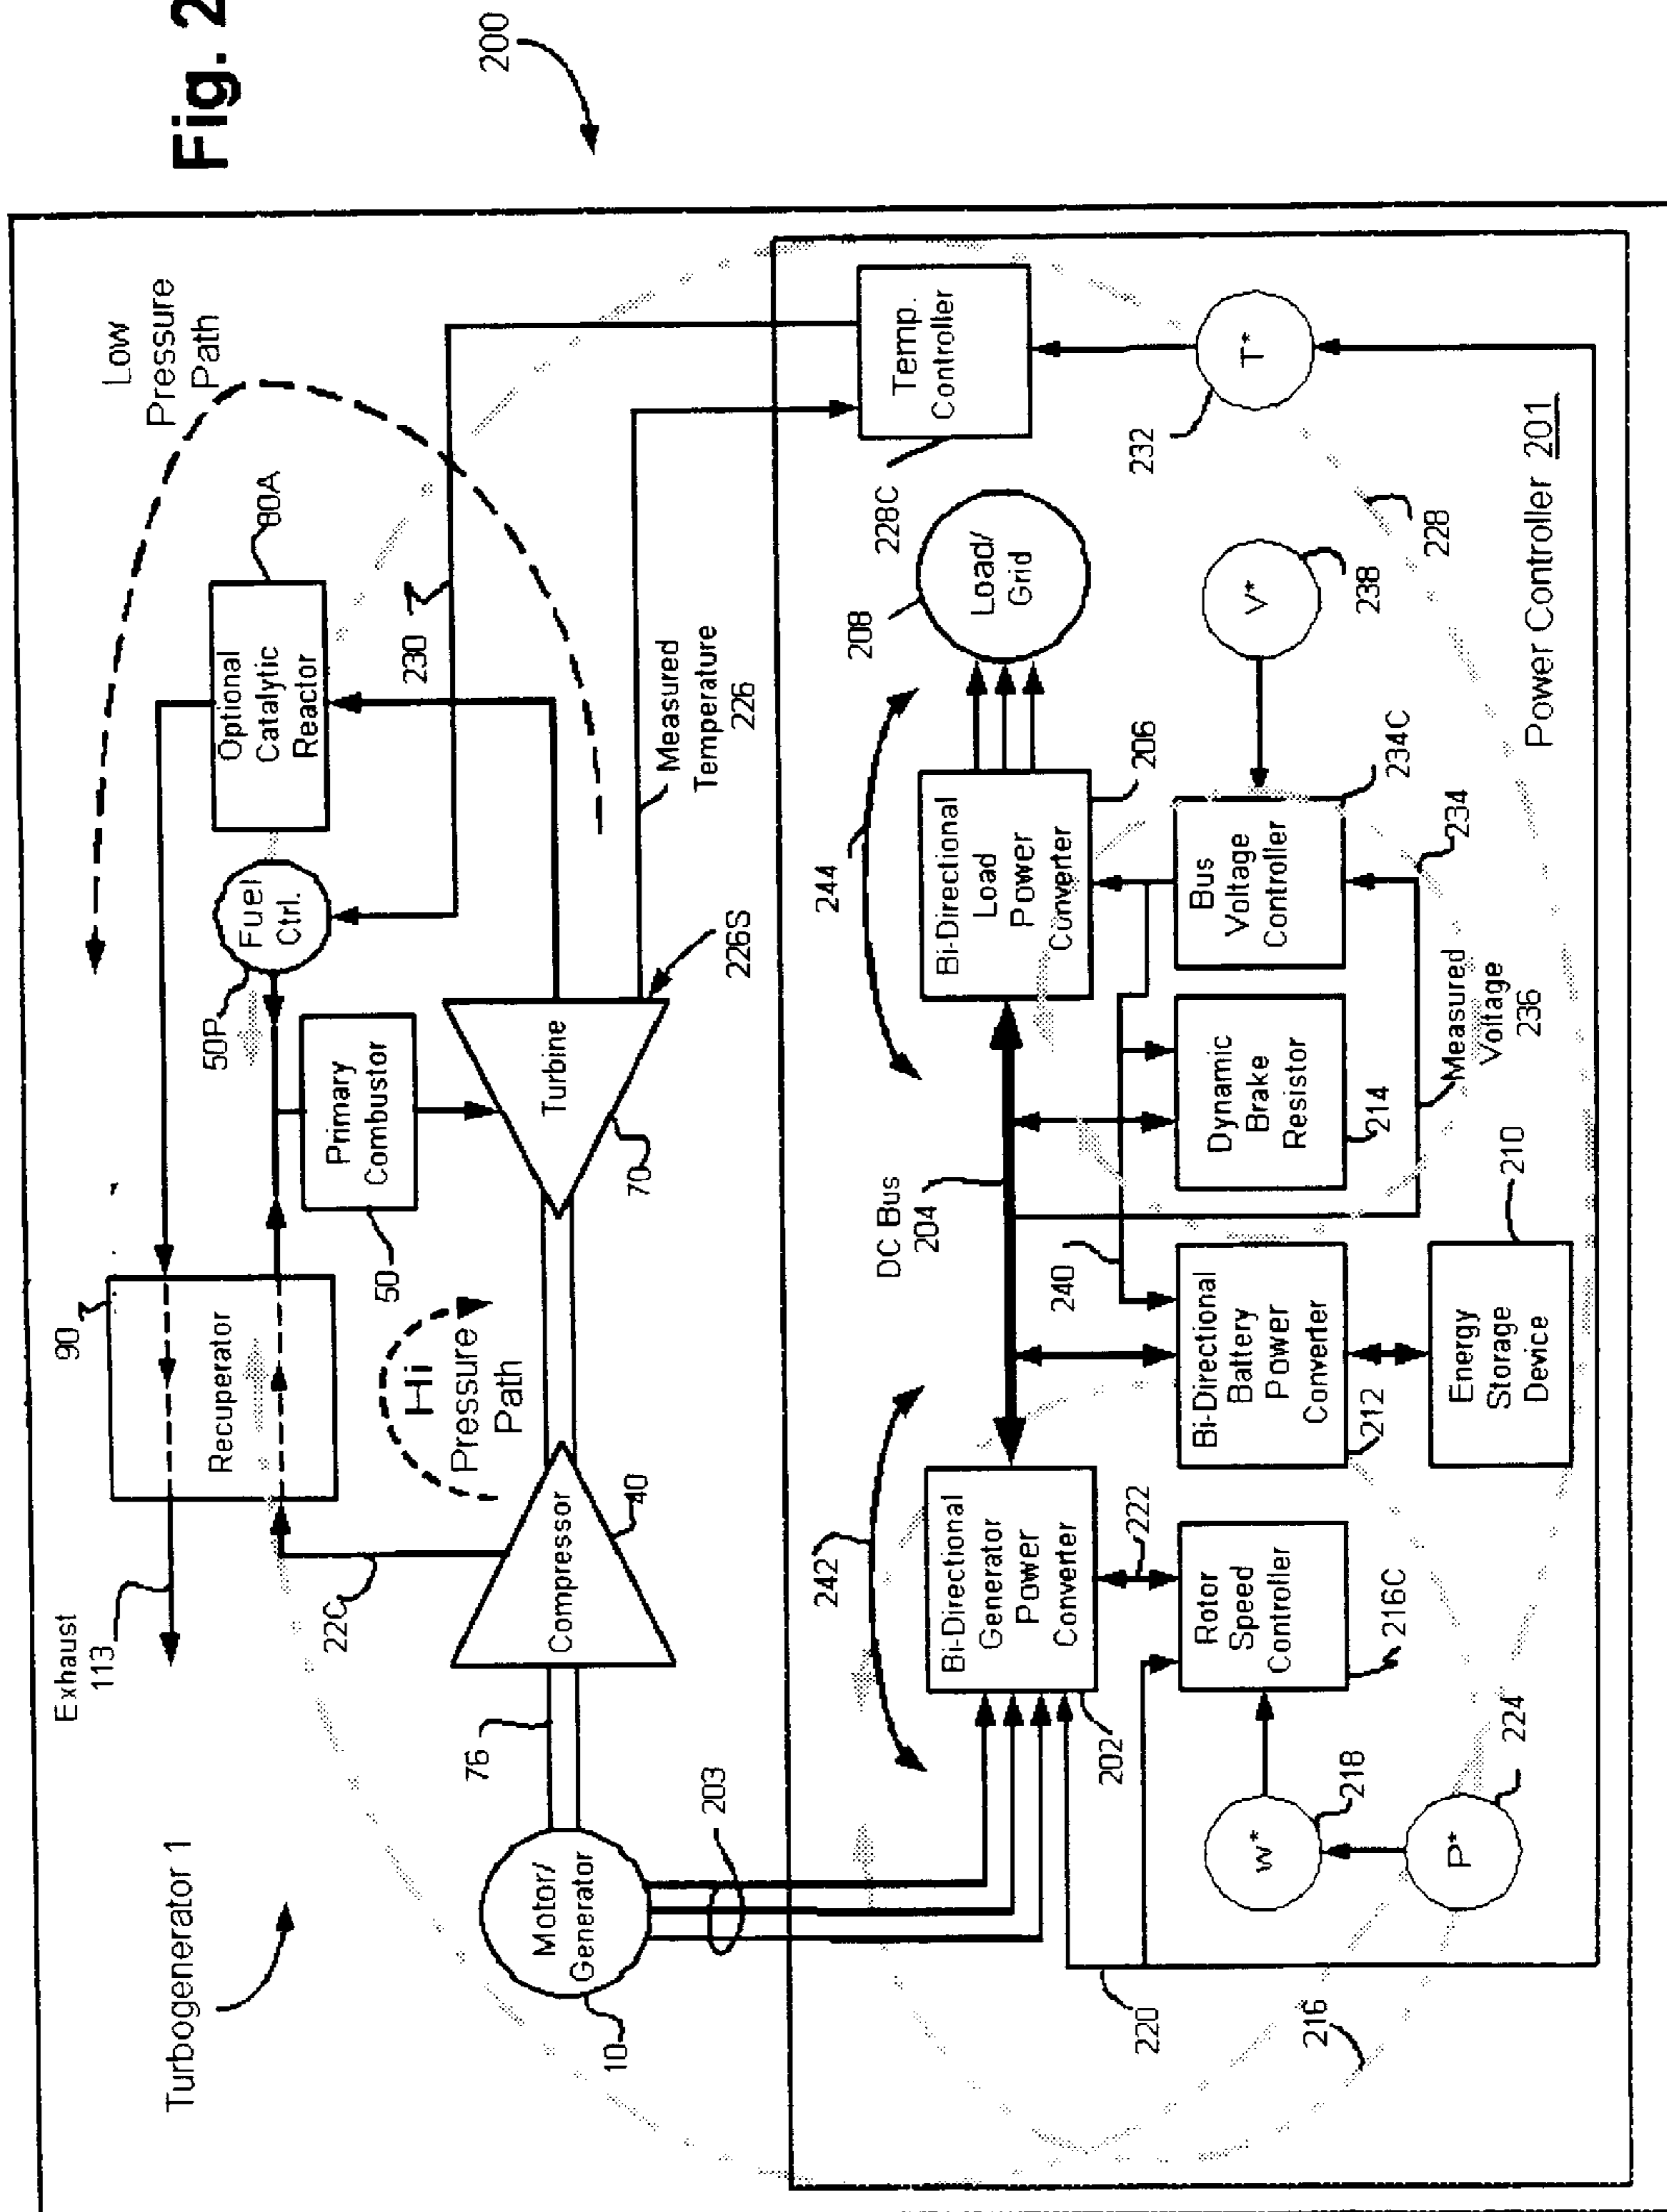 Fig. 2
200
Turbogenerator 1
Exhaust
113
90
Recuperator
Low
Pressure
Path
Optional
Catalytic
Reactor
80A
Fuel
Ctrl.
50P
230
22C
Hi
Pressure
Path
Primary
Combustor
50
Motor/
Generator
10
76
Compressor
40
Turbine
70
226S
Measured
Temperature
226
203
242
DC Bus
204
244
208
228C
Temp.
Controller
Bi-Directional
Generator
Power
Converter
202
Bi-Directional
Load
Power
Converter
206
Load/
Grid
222
240
232
T*
Rotor
Speed
Controller
216C
Bi-Directional
Battery
Power
Converter
212
Dynamic
Brake
Resistor
214
Bus
Voltage
Controller
234C
V*
238
228
w*
218
P*
224
220
216
Energy
Storage
Device
210
Measured
Voltage
236
234
Power Controller 201